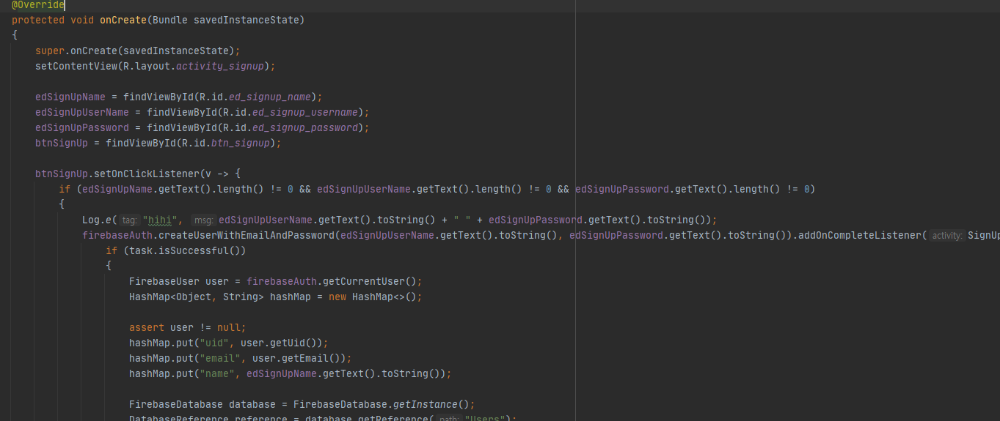 @Override
protected void onCreate(Bundle savedInstanceState)
{
super.onCreate(savedInstanceState);
setContentView(R.layout.activity_signup);
edSignUpName = findViewById(R.id.ed_signup_name);
edSignUpUserName = findViewById(R.id.ed_signup_username);
edSignUpPassword = findViewById(R.id.ed_signup_password);
btnSignUp = findViewById(R.id.btn_signup);
btnSignUp.setOnClickListener(v -> {
if (edSignUpName.getText().length() != 0 && edSignUpUserName.getText().length() != 0 && edSignUpPassword.getText().length() != 0)
{
Log.e( tag: "hihi", msg: edSignUpUserName.getText().toString() + " " + edSignUpPassword.getText().toString());
firebaseAuth.createUserWithEmailAndPassword(edSignUpUserName.getText().toString(), edSignUpPassword.getText().toString()).addOnCompleteListener( activity: SignUp
if (task.isSuccessful())
{
FirebaseUser user = firebaseAuth.getCurrentUser();
HashMap<Object, String> hashMap = new HashMap<>();
assert user != null;
hashMap.put("uid", user.getUid());
hashMap.put("email", user.getEmail());
hashMap.put("name", edSignUpName.getText().toString());
FirebaseDatabase database = FirebaseDatabase.getInstance();
DatabaseReference reference = database.getReference( path: "Users");